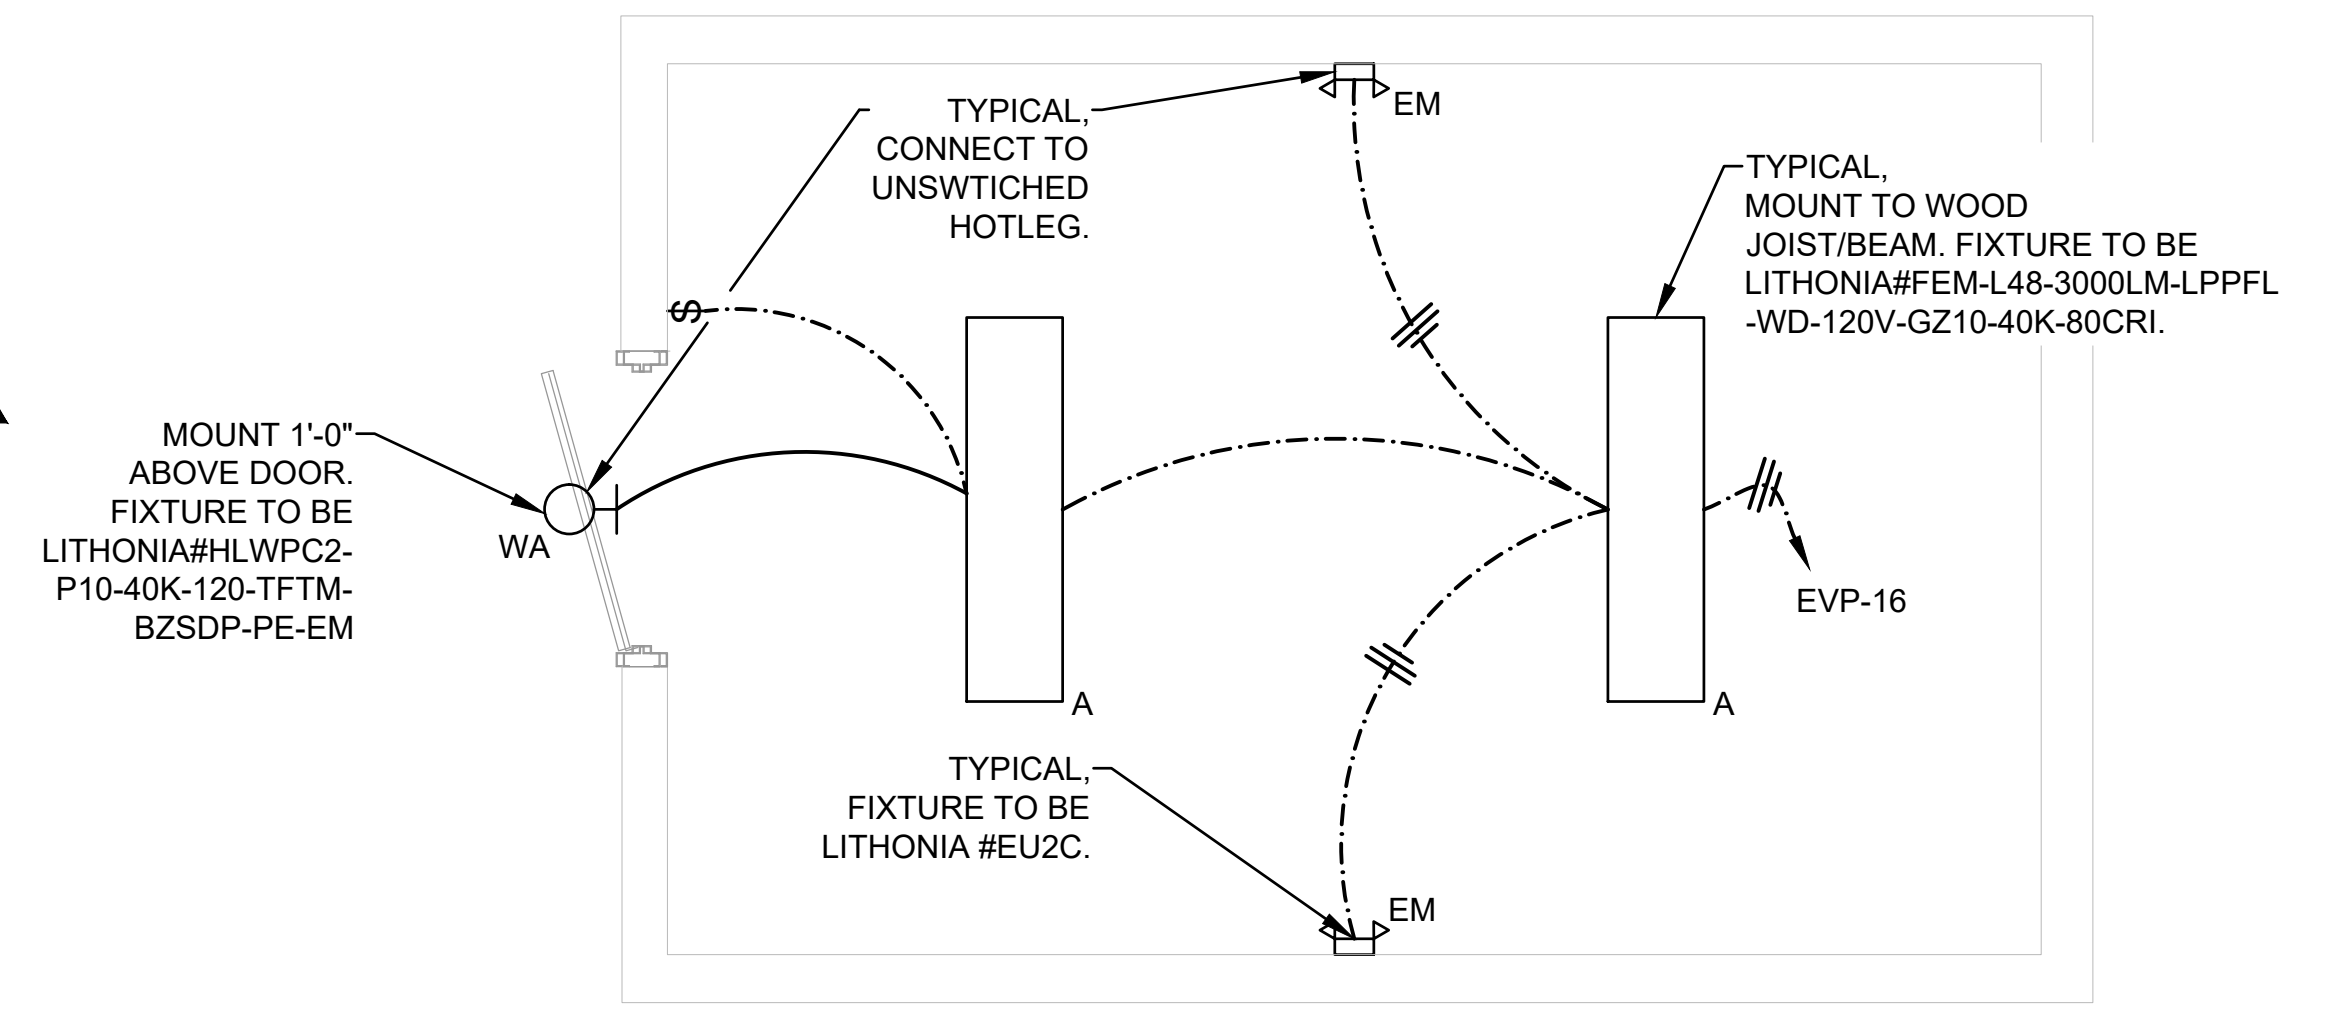 TYPICAL,
CONNECT TO
UNSWTICHED
HOTLEG.
EM
TYPICAL,
MOUNT TO WOOD
JOIST/BEAM. FIXTURE TO BE
LITHONIA#FEM-L48-3000LM-LPPFL
-WD-120V-GZ10-40K-80CRI.
$
MOUNT 1'-0"
ABOVE DOOR.
FIXTURE TO BE
LITHONIA#HLWPC2-
P10-40K-120-TFTM-
BZSDP-PE-EM
WA
EVP-16
A
A
TYPICAL,
FIXTURE TO BE
LITHONIA #EU2C.
EM